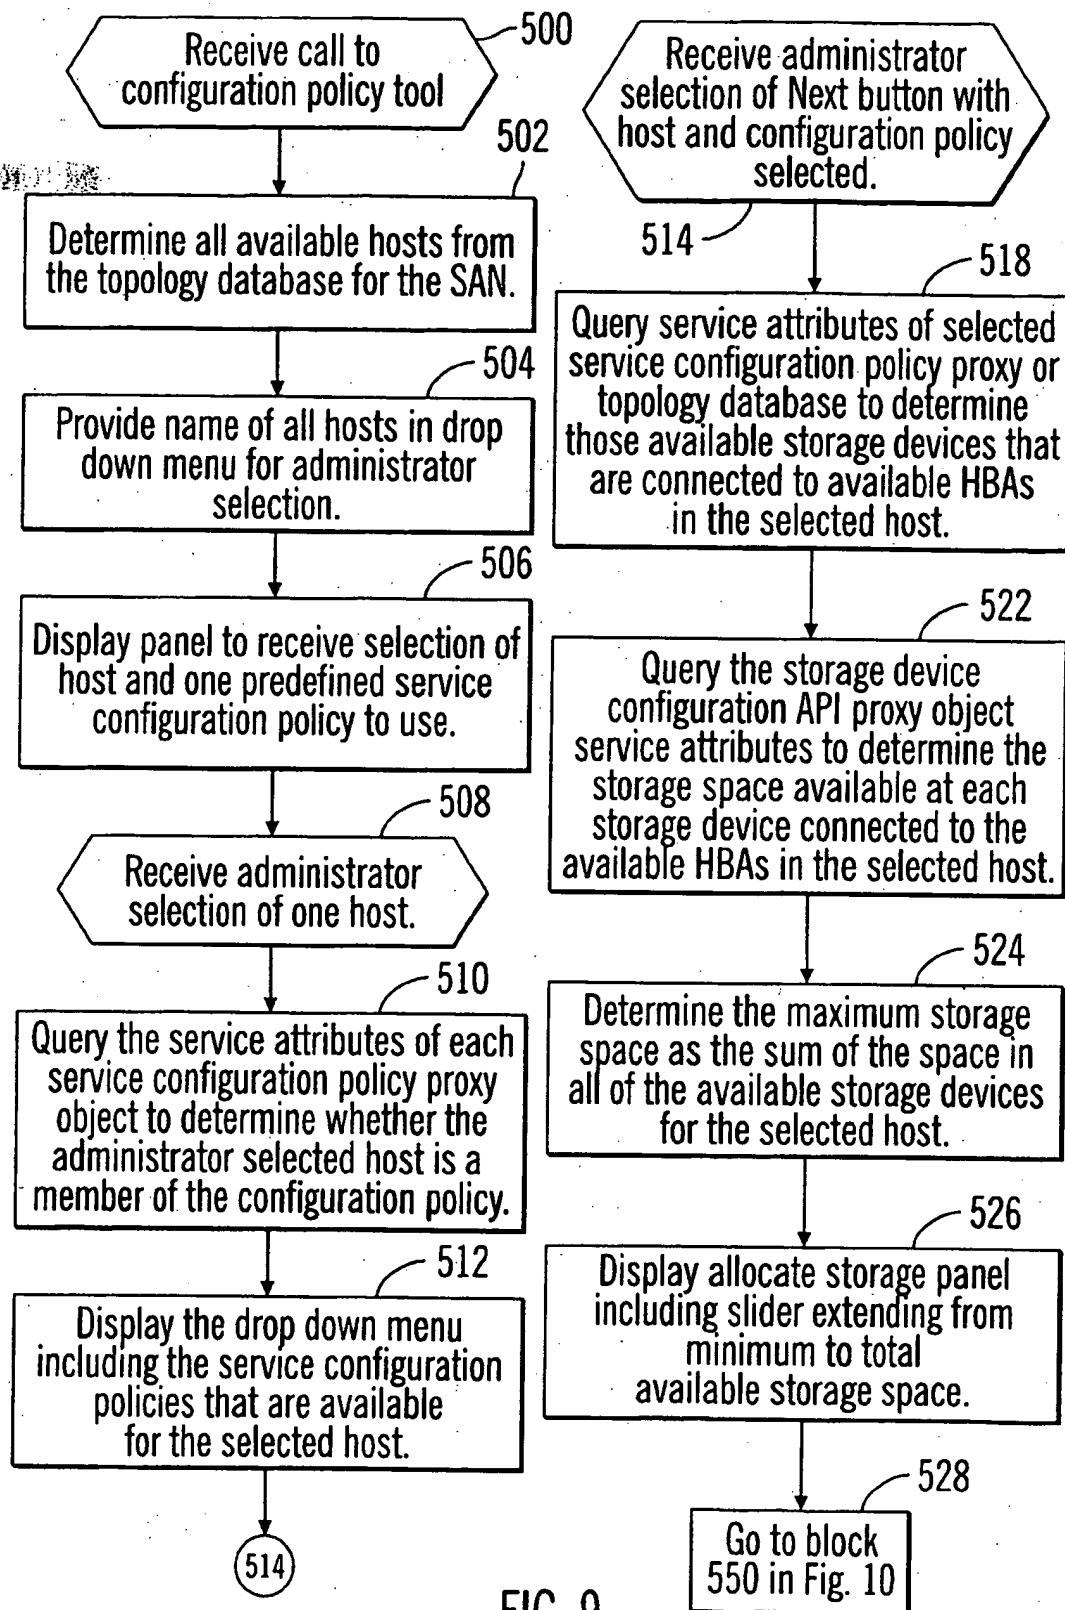 500
Receive call to
configuration policy tool
502
Determine all available hosts from
the topology database for the SAN.
504
Provide name of all hosts in drop
down menu for administrator
selection.
506
Display panel to receive selection of
host and one predefined service
configuration policy to use.
508
Receive administrator
selection of one host.
510
Query the service attributes of each
service configuration policy proxy
object to determine whether the
administrator selected host is a
member of the configuration policy.
512
Display the drop down menu
including the service configuration
policies that are available
for the selected host.
514
Receive administrator
selection of Next button with
host and configuration policy
selected.
514
518
Query service attributes of selected
service configuration policy proxy or
topology database to determine
those available storage devices that
are connected to available HBAs
in the selected host.
522
Query the storage device
configuration API proxy object
service attributes to determine the
storage space available at each
storage device connected to the
available HBAs in the selected host.
524
Determine the maximum storage
space as the sum of the space in
all of the available storage devices
for the selected host.
526
Display allocate storage panel
including slider extending from
minimum to total
available storage space.
528
Go to block
550 in Fig. 10
FIG. 9